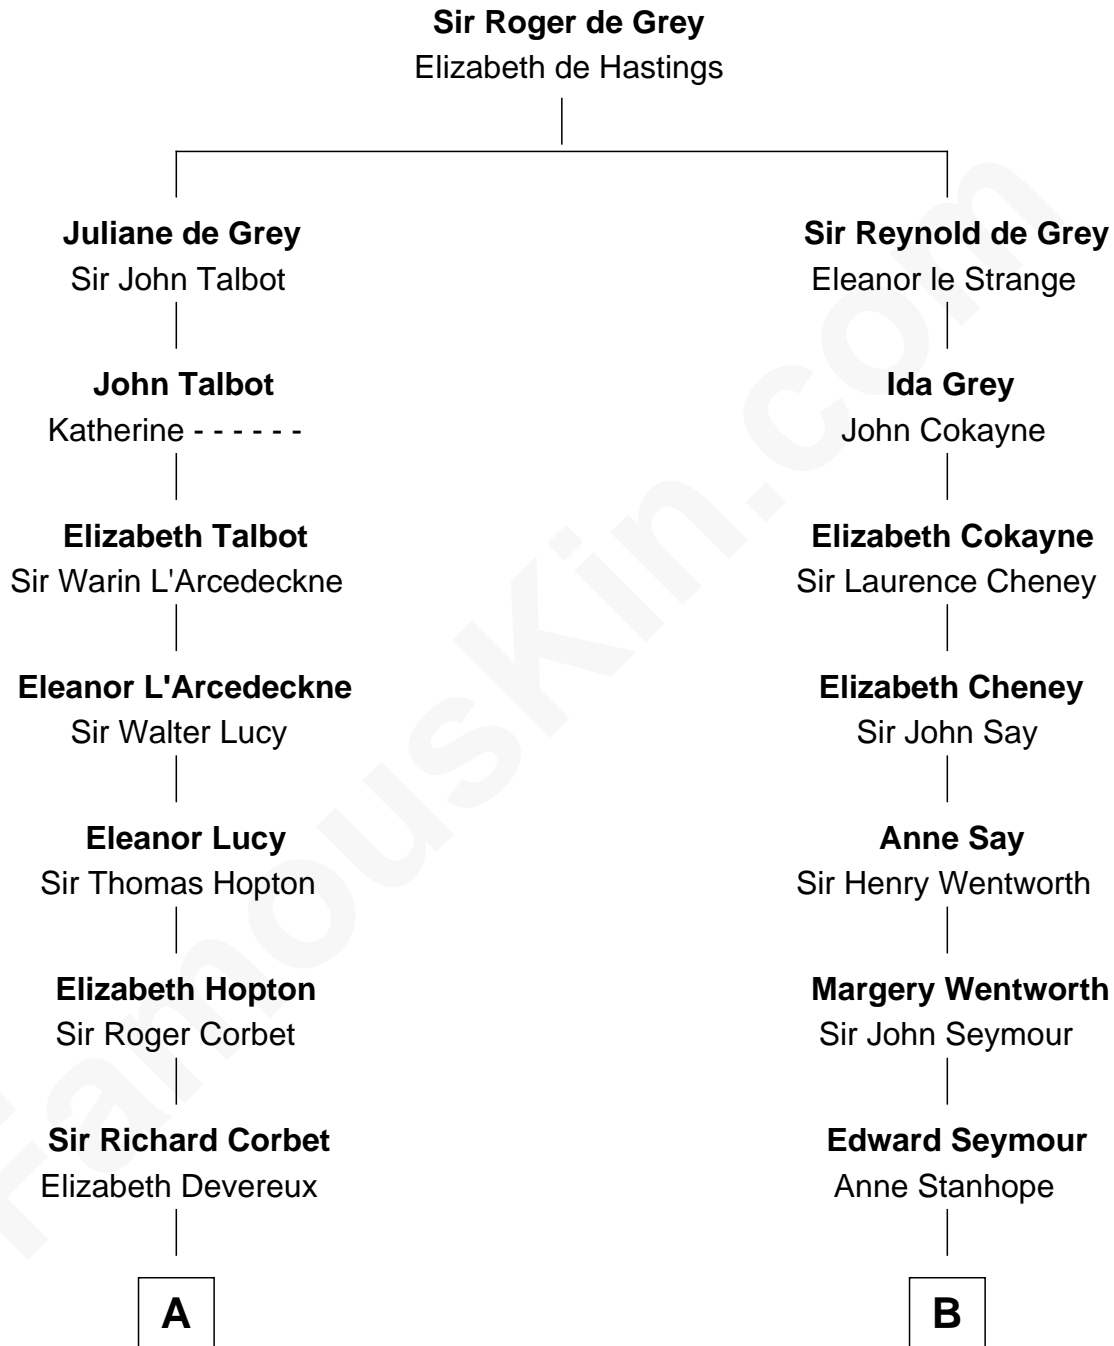 Sir Roger de Grey
Elizabeth de Hastings
Juliane de Grey
Sir John Talbot
Sir Reynold de Grey
Eleanor le Strange
John Talbot
Katherine - - - - - -
Ida Grey
John Cokayne
Elizabeth Talbot
Sir Warin L'Arcedeckne
Elizabeth Cokayne
Sir Laurence Cheney
Eleanor L'Arcedeckne
Sir Walter Lucy
Elizabeth Cheney
Sir John Say
Eleanor Lucy
Sir Thomas Hopton
Anne Say
Sir Henry Wentworth
Elizabeth Hopton
Sir Roger Corbet
Margery Wentworth
Sir John Seymour
Sir Richard Corbet
Elizabeth Devereux
Edward Seymour
Anne Stanhope
A
B
FamousKin.com